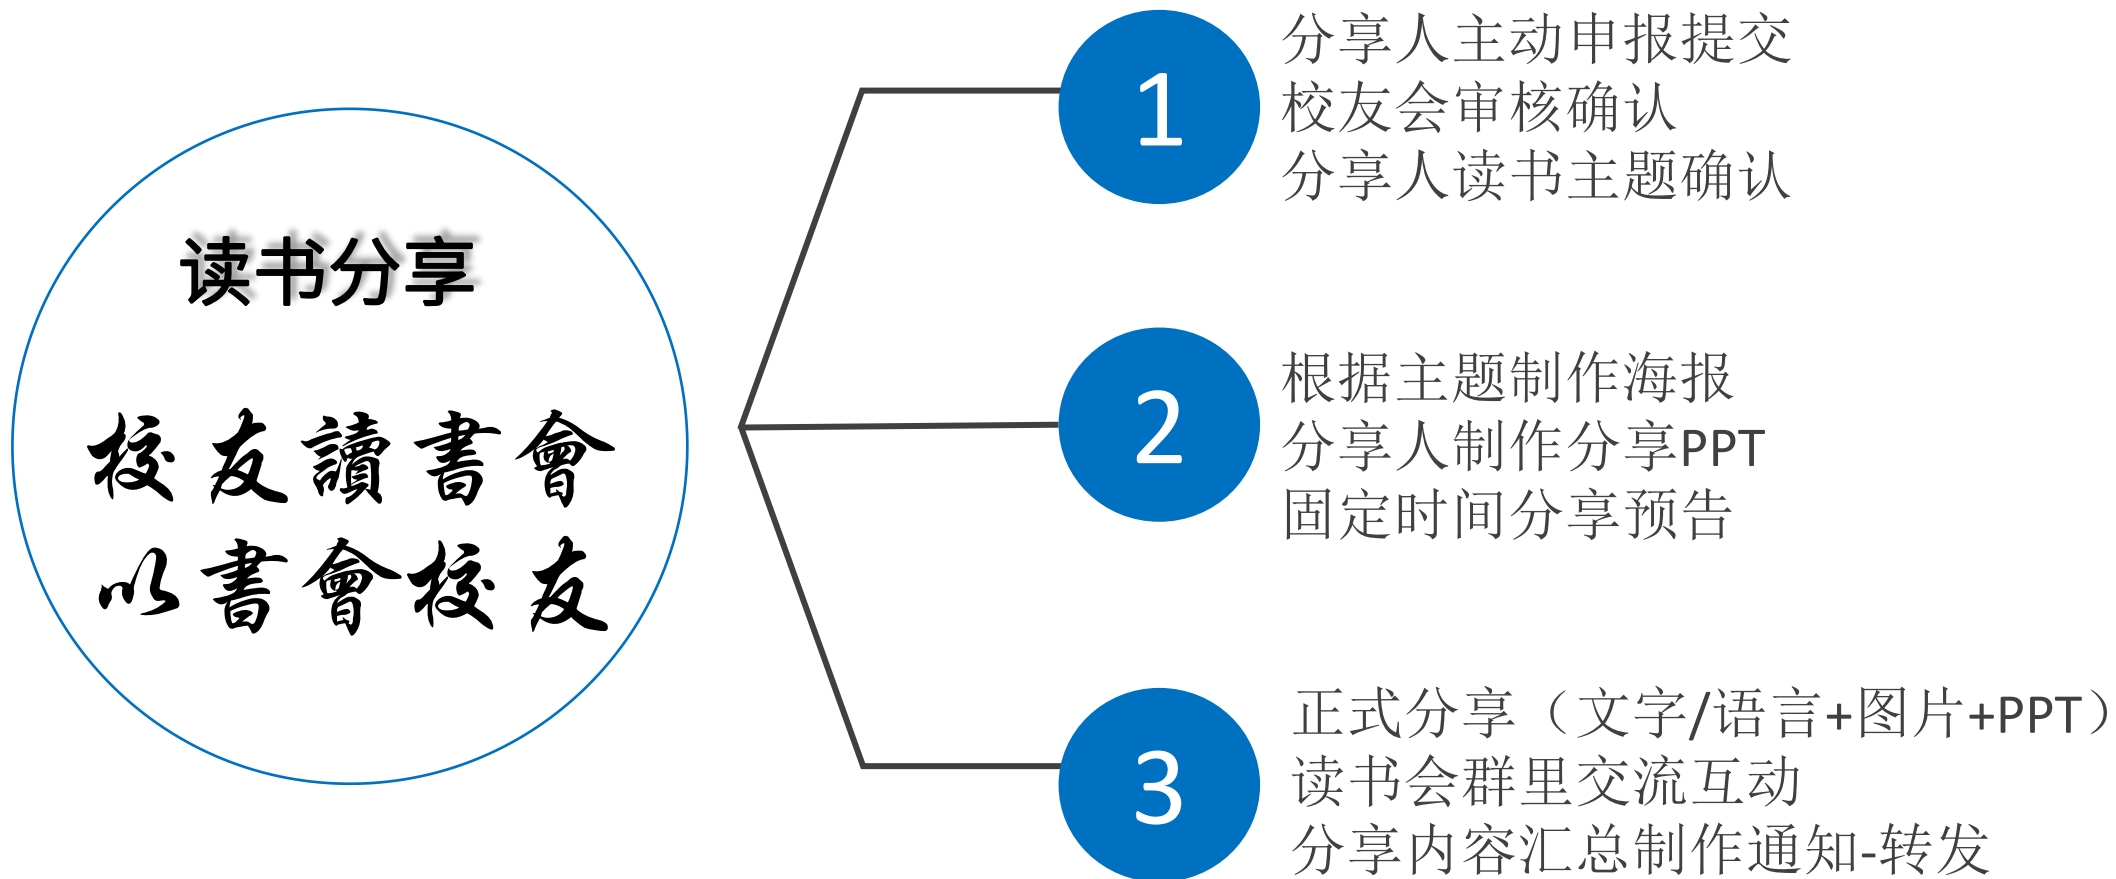 读书分享
校友讀書會
以書會校友
1
分享人主动申报提交
校友会审核确认
分享人读书主题确认
2
根据主题制作海报
分享人制作分享PPT
固定时间分享预告
3
正式分享（文字/语言+图片+PPT）
读书会群里交流互动
分享内容汇总制作通知-转发